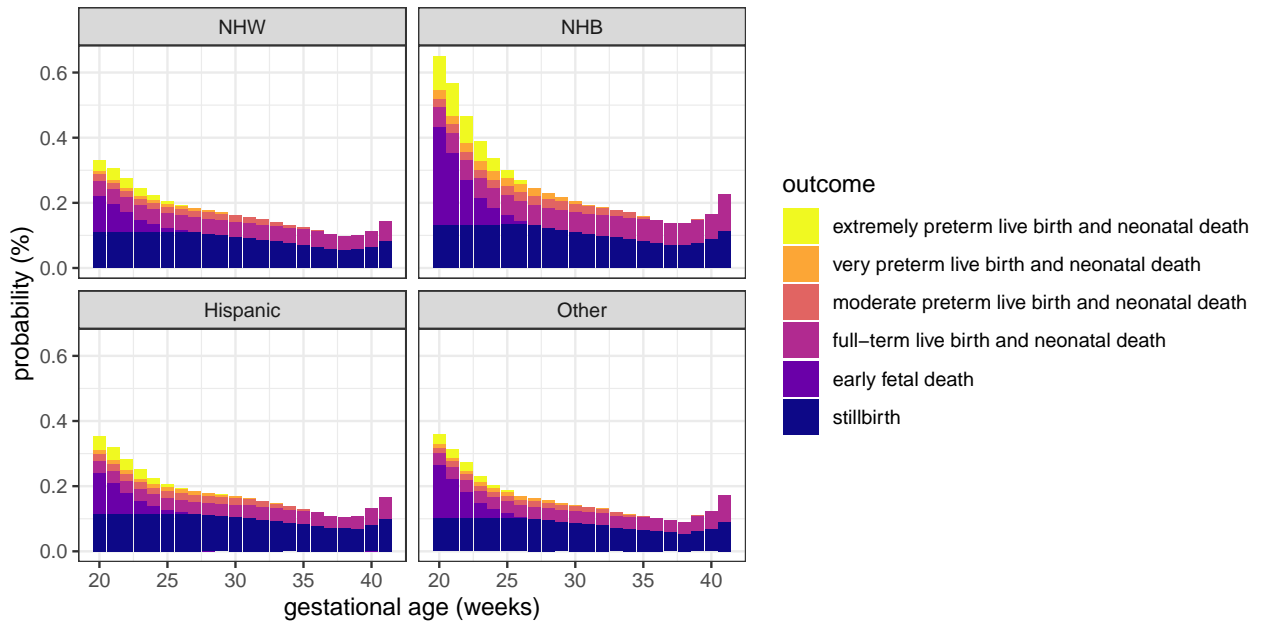 NHW
NHB
0.6
0.4
0.2
0.0
Hispanic
Other
0.6
0.4
0.2
0.0
20
25
30
35
40
20
25
30
35
40
probability (%)
gestational age (weeks)
outcome
extremely preterm live birth and neonatal death
very preterm live birth and neonatal death
moderate preterm live birth and neonatal death
full−term live birth and neonatal death
early fetal death
stillbirth